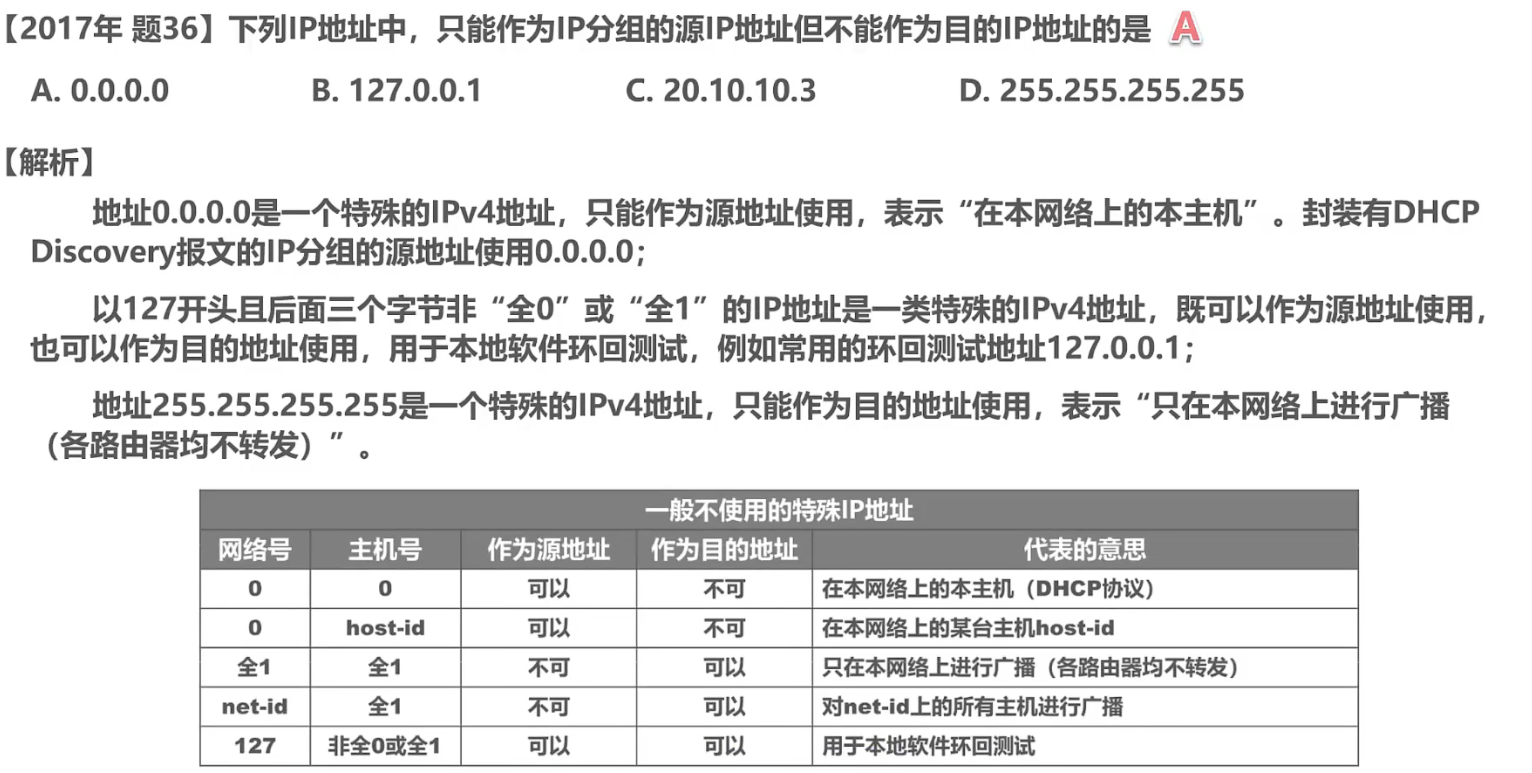 【2017年 题36】下列IP地址中，只能作为IP分组的源IP地址但不能作为目的IP地址的是 A
A. 0.0.0.0 B. 127.0.0.1 C. 20.10.10.3 D. 255.255.255.255
【解析】
地址0.0.0.0是一个特殊的IPv4地址，只能作为源地址使用，表示“在本网络上的本主机”。封装有DHCP
Discovery报文的IP分组的源地址使用0.0.0.0；
以127开头且后面三个字节非“全0”或“全1”的IP地址是一类特殊的IPv4地址，既可以作为源地址使用，
也可以作为目的地址使用，用于本地软件环回测试，例如常用的环回测试地址127.0.0.1；
地址255.255.255.255是一个特殊的IPv4地址，只能作为目的地址使用，表示“只在本网络上进行广播
（各路由器均不转发）”。
一般不使用的特殊IP地址
网络号 主机号 作为源地址 作为目的地址 代表的意思
0 0 可以 不可 在本网络上的本主机（DHCP协议）
0 host-id 可以 不可 在本网络上的某台主机host-id
全1 全1 不可 可以 只在本网络上进行广播（各路由器均不转发）
net-id 全1 不可 可以 对net-id上的所有主机进行广播
127 非全0或全1 可以 可以 用于本地软件环回测试